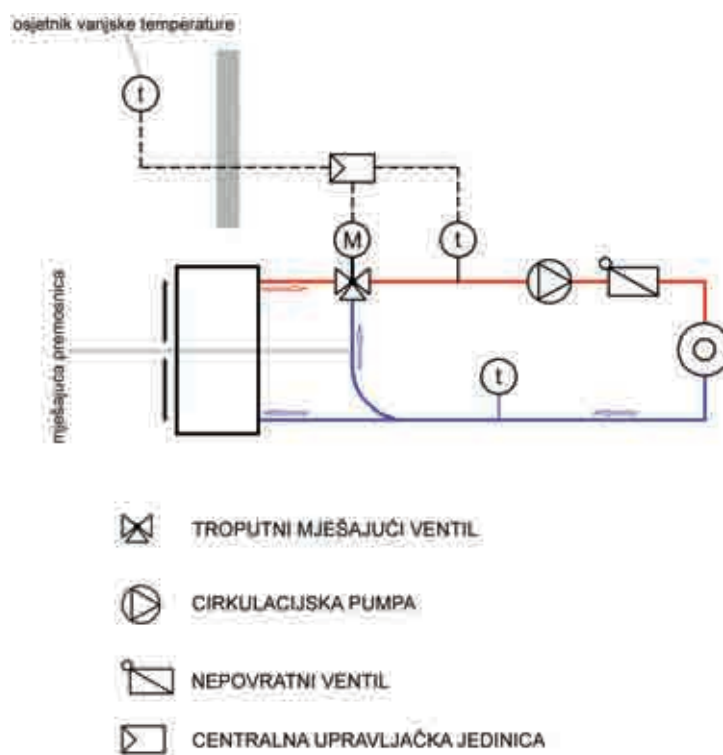 osjetnik vanjske temperature
t
M
t
t
mješajuća premosnica
TROPUTNI MJEŠAJUĆI VENTIL
CIRKULACIJSKA PUMPA
NEPOVRATNI VENTIL
CENTRALNA UPRAVLJAČKA JEDINICA